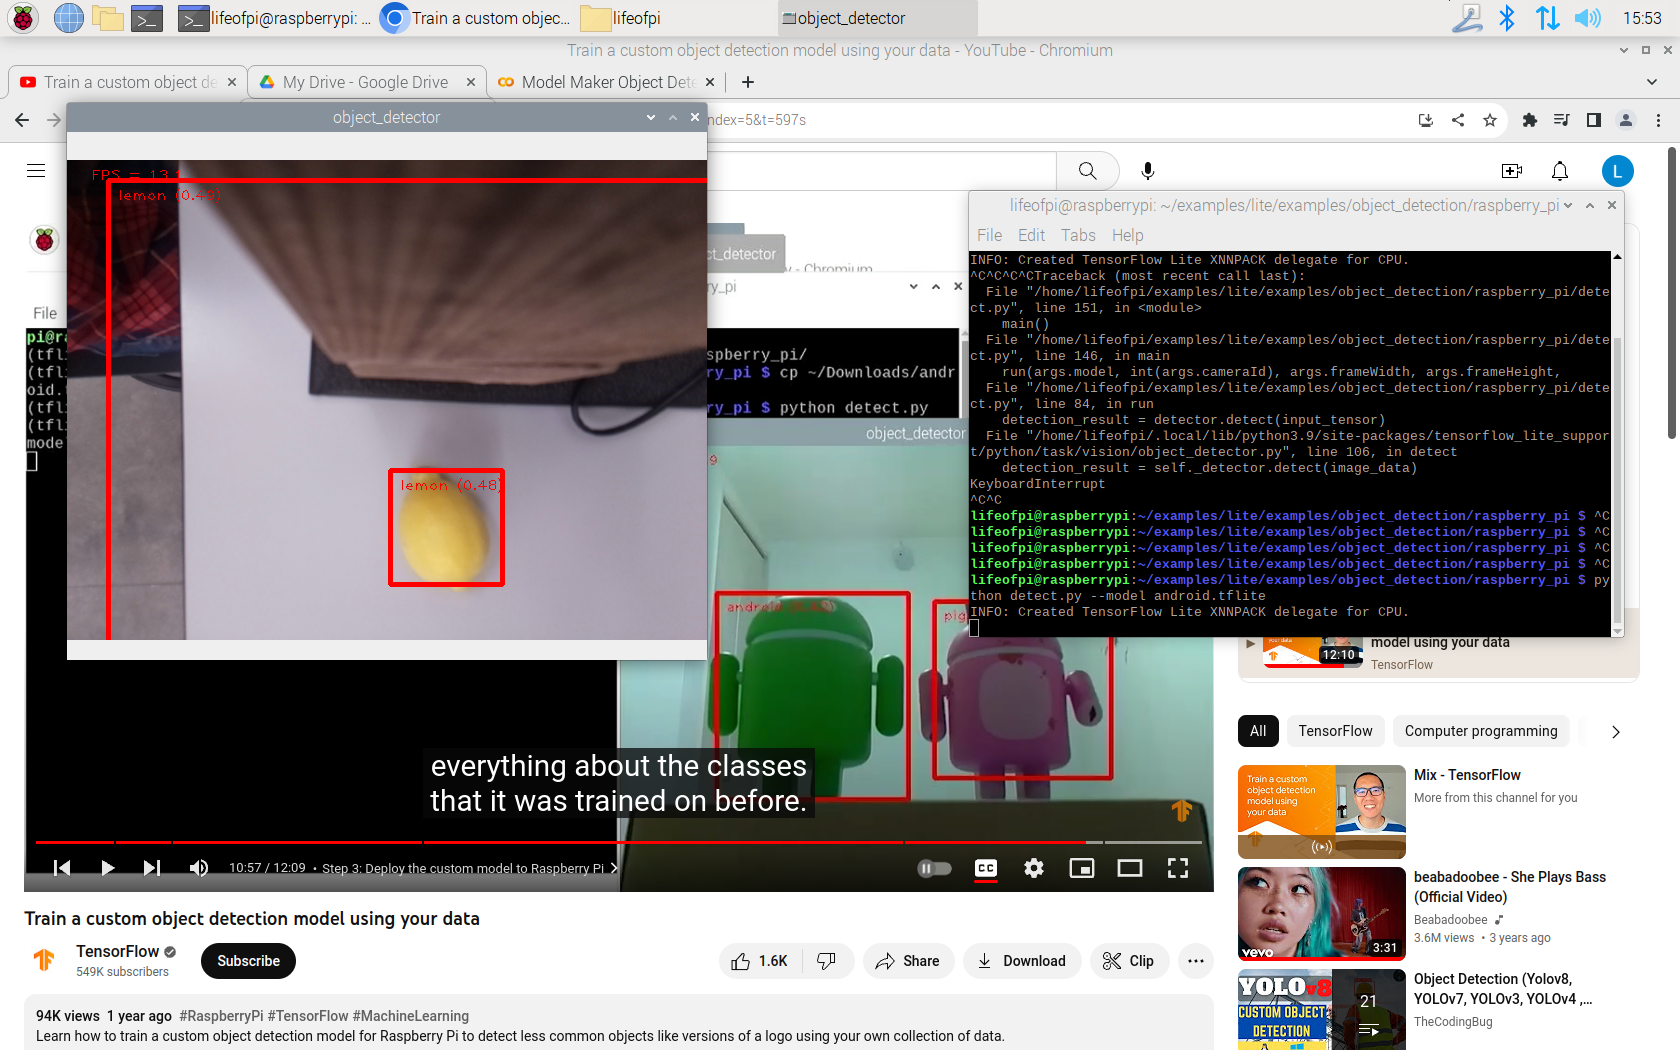 lifeofpi@raspberrypi: ...
Train a custom objec...
lifeofpi
object_detector
15:53
Train a custom object detection model using your data - YouTube - Chromium
Train a custom object de
My Drive - Google Drive
Model Maker Object Dete
ndex=5&t=597s
object_detector
FPS = 13.
lemon (0.49)
lemon (0.48)
L
ct_detector
- Chromium
ry_pi
File
pi@ra
(tfl
(tfl
oid.
(tfl
(tfl
mode
spberry_pi/
ry_pi $ cp ~/Downloads/andr
ry_pi $ python detect.py
object_detector
9
android
pig
lifeofpi@raspberrypi: ~/examples/lite/examples/object_detection/raspberry_pi
File Edit Tabs Help
INFO: Created TensorFlow Lite XNNPACK delegate for CPU.
^C^C^C^CTraceback (most recent call last):
File "/home/lifeofpi/examples/lite/examples/object_detection/raspberry_pi/dete
ct.py", line 151, in <module>
main()
File "/home/lifeofpi/examples/lite/examples/object_detection/raspberry_pi/dete
ct.py", line 146, in main
run(args.model, int(args.cameraId), args.frameWidth, args.frameHeight,
File "/home/lifeofpi/examples/lite/examples/object_detection/raspberry_pi/dete
ct.py", line 84, in run
detection_result = detector.detect(input_tensor)
File "/home/lifeofpi/.local/lib/python3.9/site-packages/tensorflow_lite_suppor
t/python/task/vision/object_detector.py", line 106, in detect
detection_result = self._detector.detect(image_data)
KeyboardInterrupt
^C^C
lifeofpi@raspberrypi:~/examples/lite/examples/object_detection/raspberry_pi $ ^C
lifeofpi@raspberrypi:~/examples/lite/examples/object_detection/raspberry_pi $ ^C
lifeofpi@raspberrypi:~/examples/lite/examples/object_detection/raspberry_pi $ ^C
lifeofpi@raspberrypi:~/examples/lite/examples/object_detection/raspberry_pi $ ^C
lifeofpi@raspberrypi:~/examples/lite/examples/object_detection/raspberry_pi $ py
thon detect.py --model android.tflite
INFO: Created TensorFlow Lite XNNPACK delegate for CPU.
everything about the classes
that it was trained on before.
10:57 / 12:09 • Step 3: Deploy the custom model to Raspberry Pi
CC
Train a custom object detection model using your data
TensorFlow
549K subscribers
Subscribe
1.6K
Share
Download
Clip
94K views 1 year ago #RaspberryPi #TensorFlow #MachineLearning
Learn how to train a custom object detection model for Raspberry Pi to detect less common objects like versions of a logo using your own collection of data.
12:10
model using your data
TensorFlow
All
TensorFlow
Computer programming
Train a custom
object detection
model using
your data
Mix - TensorFlow
More from this channel for you
vevo
3:31
beabadoobee - She Plays Bass
(Official Video)
Beabadoobee
3.6M views • 3 years ago
YOLOv8
CUSTOM OBJECT
DETECTION
21
Object Detection (Yolov8,
YOLOv7, YOLOv3, YOLOv4 ,...
TheCodingBug